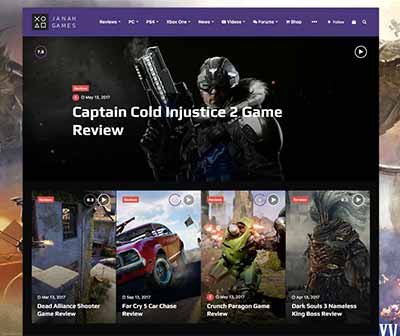 JANAH
GAMES
Reviews PC PS4 Xbox One News Videos Forums Shop ••• Follow
7.8
Reviews
May 13, 2017
Captain Cold Injustice 2 Game
Review
Reviews
8.3
Mar 13, 2017
Dead Alliance Shooter
Game Review
Reviews
Sep 13, 2017
Far Cry 5 Car Chase
Review
Reviews
May 13, 2017
Crunch Paragon Game
Review
Reviews
Apr 13, 2017
Dark Souls 3 Nameless
King Boss Review